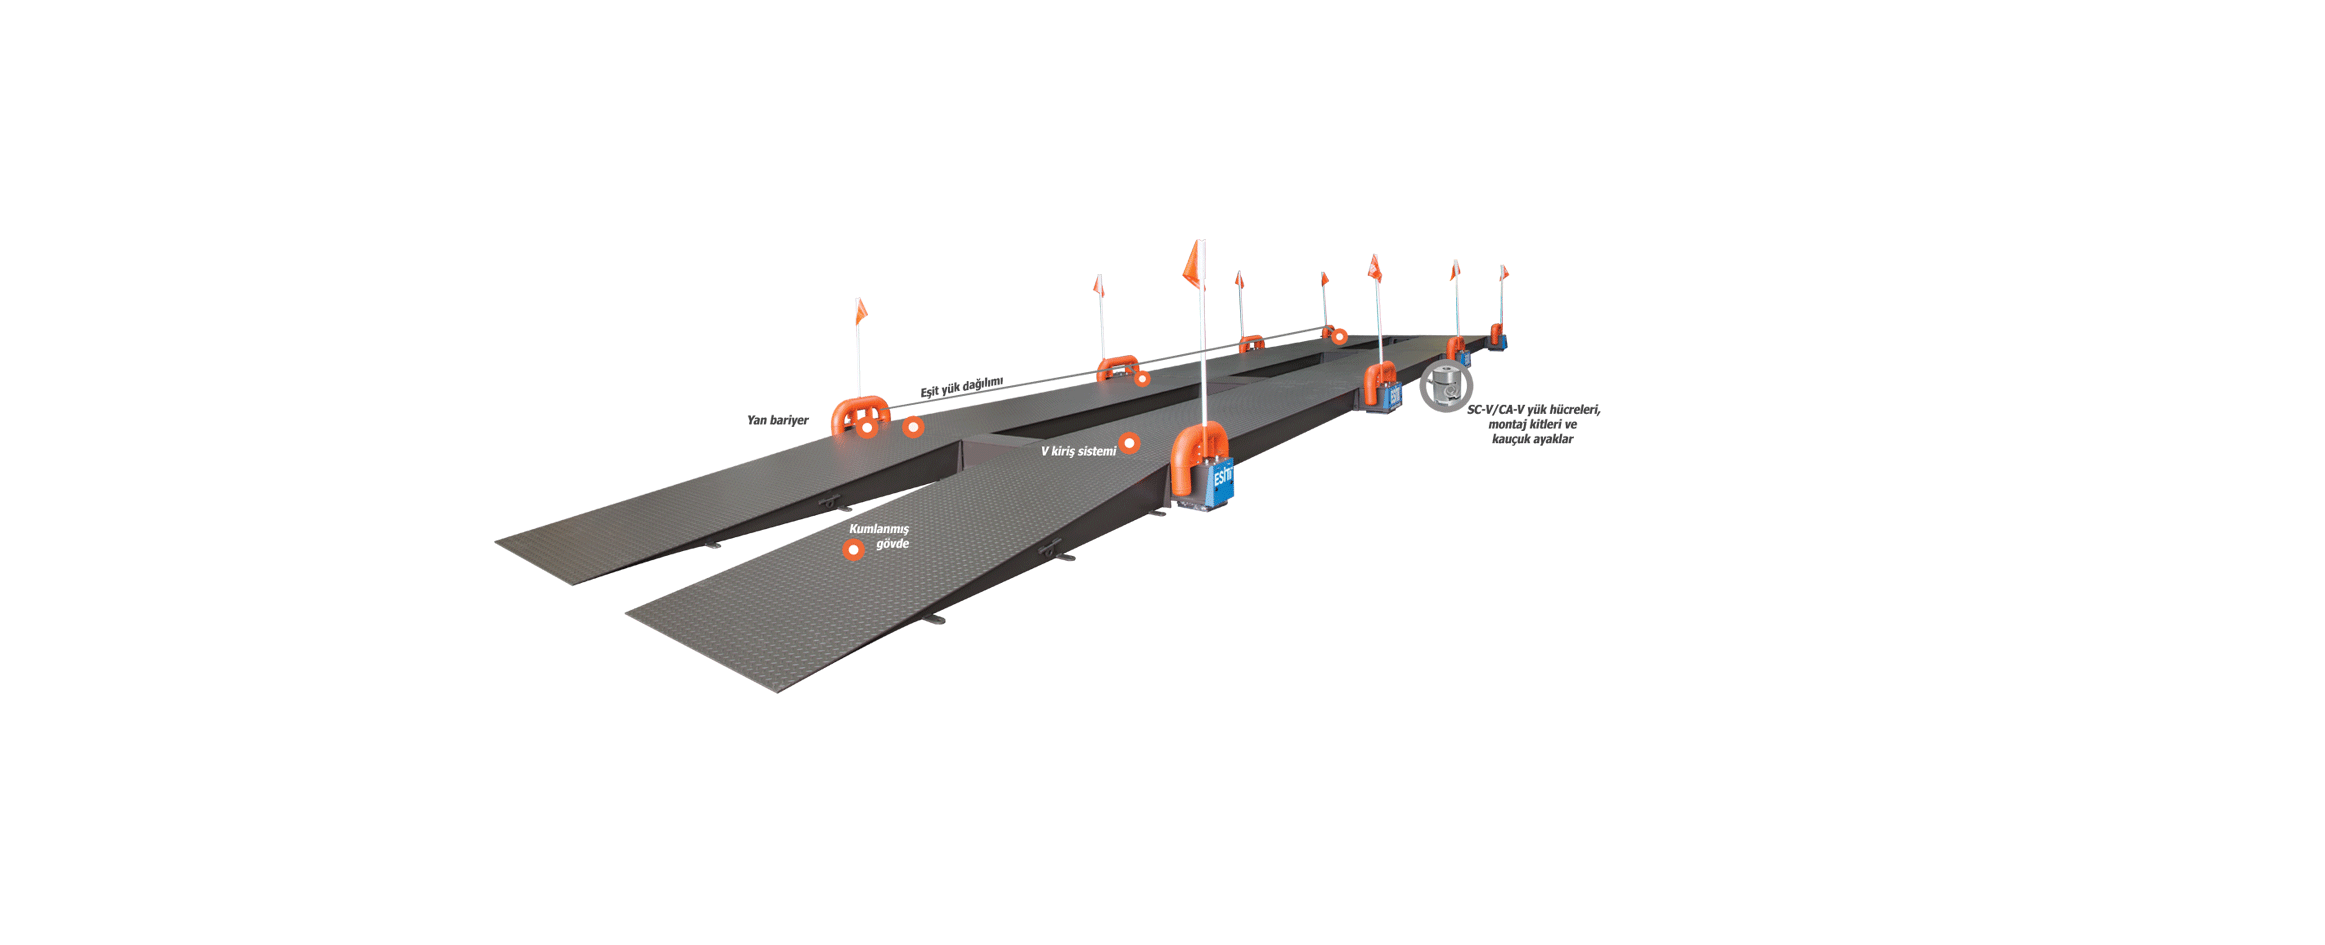 Eşit yük dağılımı
Yan bariyer
SC-V/CA-V yük hücreleri,
montaj kitleri ve
kauçuk ayaklar
V kiriş sistemi
ESİT
Kumlanmış
gövde